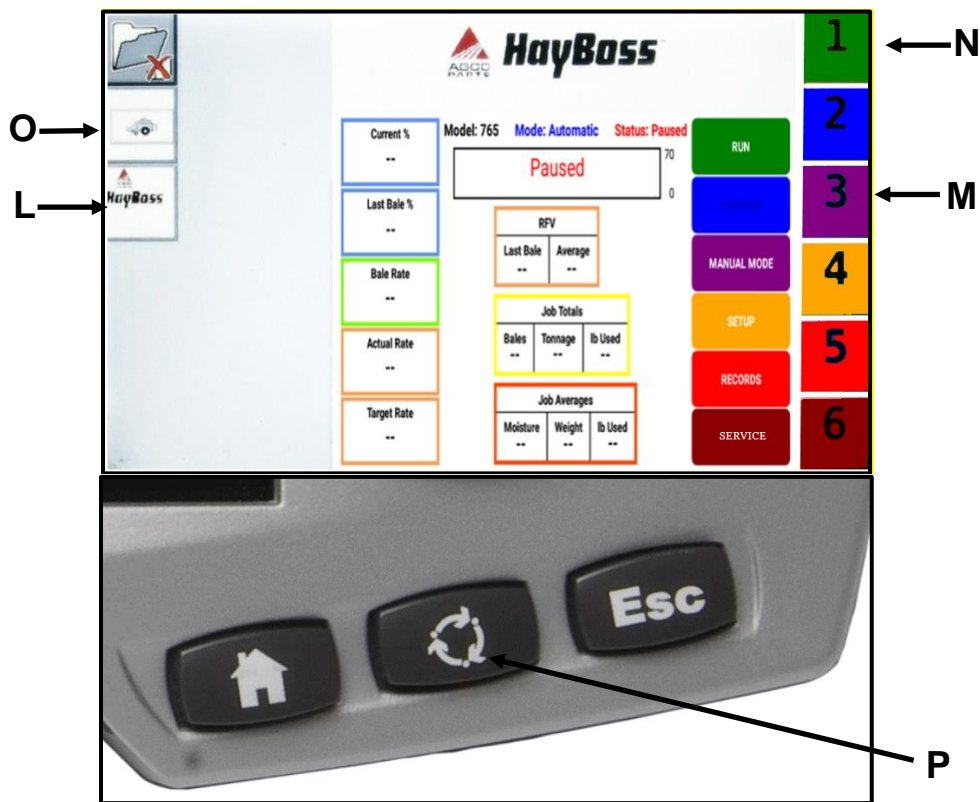 HayBoss
AGCO
PARTS
1
N
O
Current %
--
Model: 765 Mode: Automatic Status: Paused
Paused
70
0
RUN
2
L
HayBoss
Last Bale %
--
RFV
Last Bale Average
-- --
MANUAL MODE
3
M
Bale Rate
--
4
Job Totals
Bales Tonnage lb Used
-- -- --
SETUP
Actual Rate
--
5
RECORDS
Job Averages
Moisture Weight lb Used
-- -- --
Target Rate
--
SERVICE
6
Esc
P